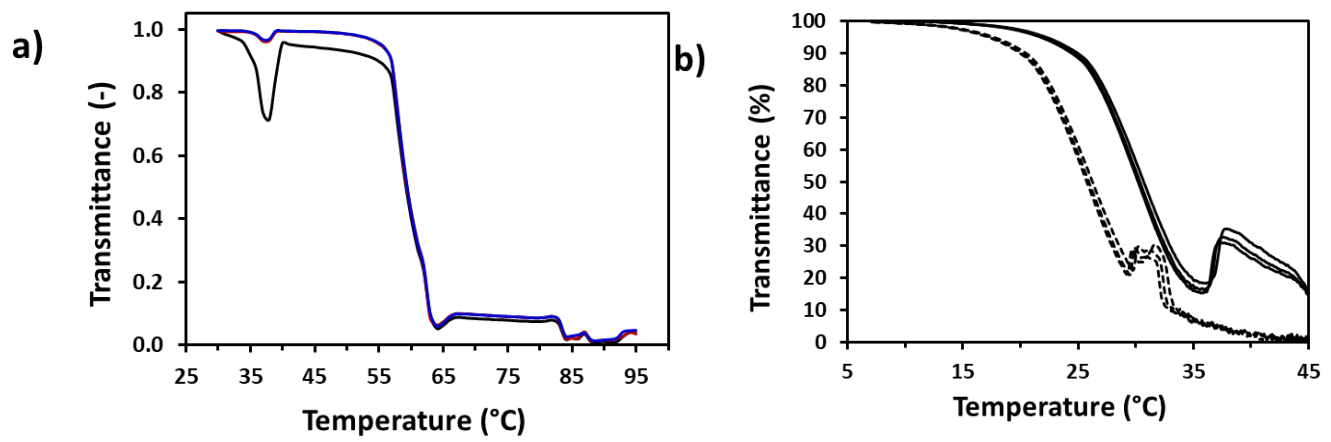 a)
Transmittance (-)
1.0
0.8
0.6
0.4
0.2
0.0
25 35 45 55 65 75 85 95
Temperature (°C)
b)
Transmittance (%)
100
90
80
70
60
50
40
30
20
10
0
5 15 25 35 45
Temperature (°C)